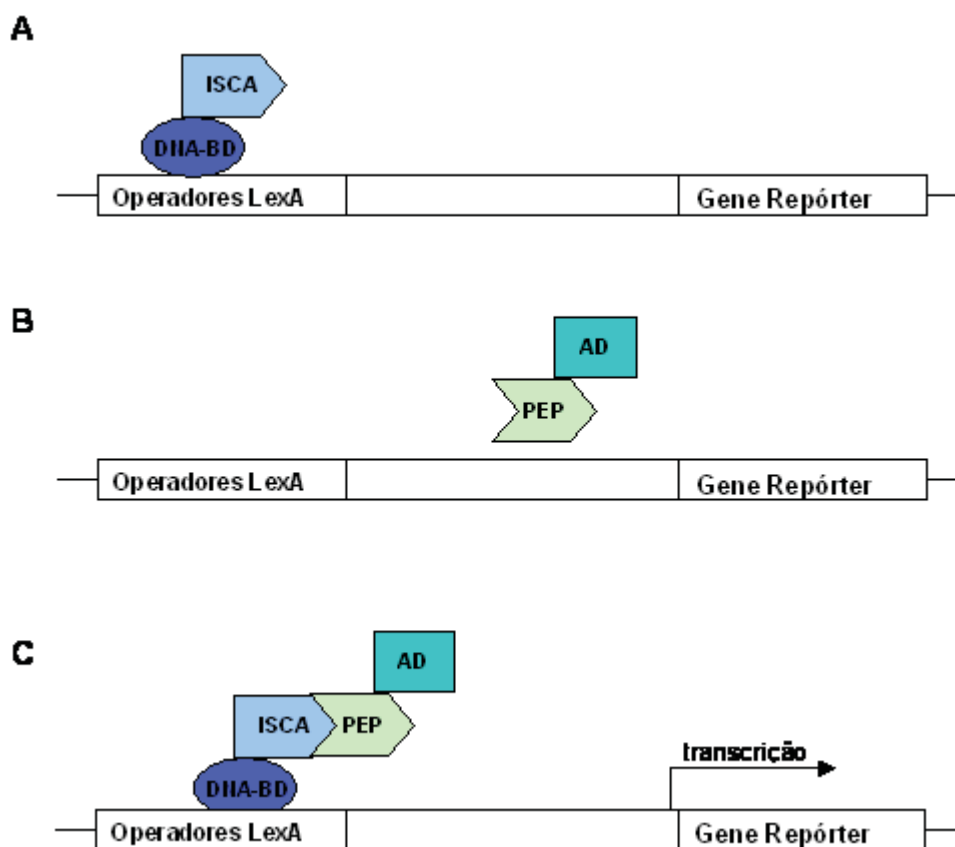 A
ISCA
DNA-BD
Operadores LexA
Gene Repórter
B
AD
PEP
Operadores LexA
Gene Repórter
C
AD
ISCA
PEP
transcrição
DNA-BD
Operadores LexA
Gene Repórter